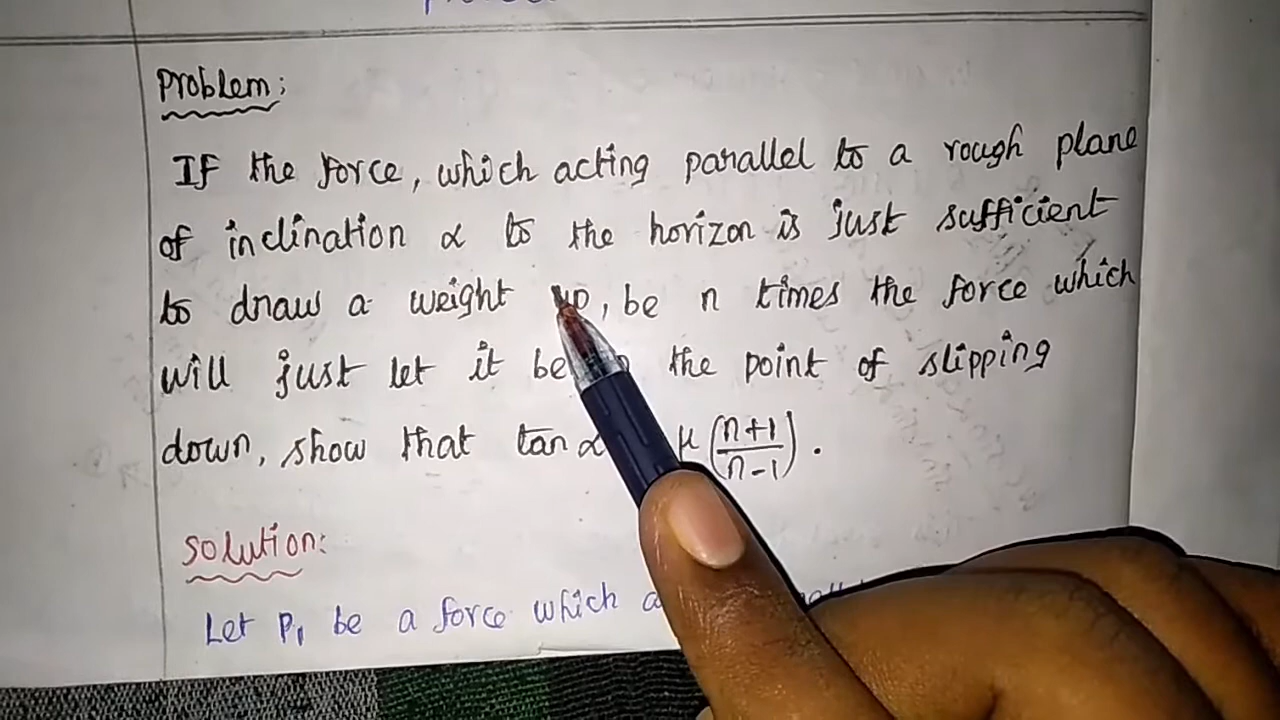 Problem:
If the force, which acting parallel to a rough plane
of inclination α to the horizon is just sufficient
to draw a weight up, be n times the force which
will just let it be the point of slipping
down, show that tan α μ (n+1/n-1).
Solution:
Let P₁ be a force which